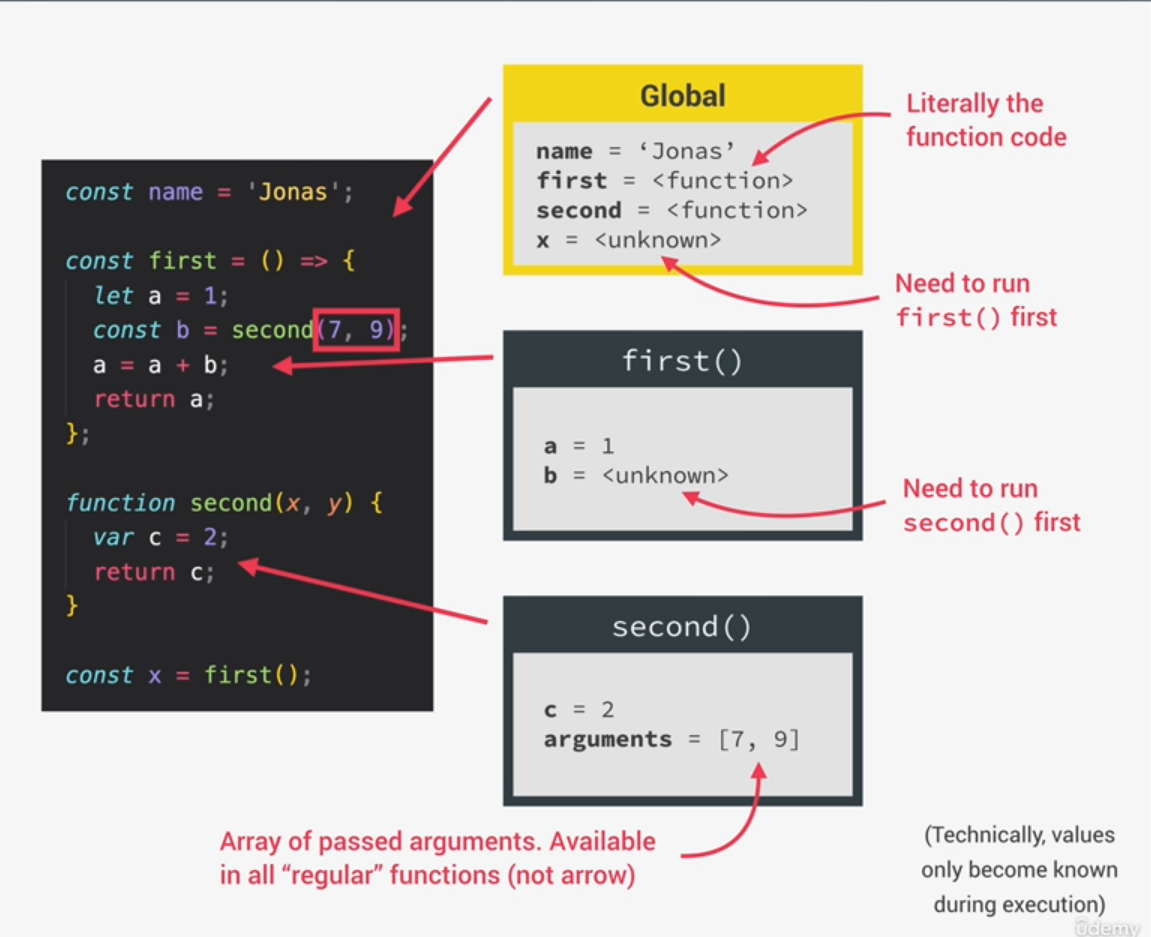 const name = 'Jonas';
const first = () => {
let a = 1;
const b = second(7, 9);
a = a + b;
return a;
};
function second(x, y) {
var c = 2;
return c;
}
const x = first();
Global
name = ‘Jonas’
first = <function>
second = <function>
x = <unknown>
Literally the
function code
Need to run
first() first
first()
a = 1
b = <unknown>
Need to run
second() first
second()
c = 2
arguments = [7, 9]
Array of passed arguments. Available
in all “regular” functions (not arrow)
(Technically, values
only become known
during execution)
ûdemy